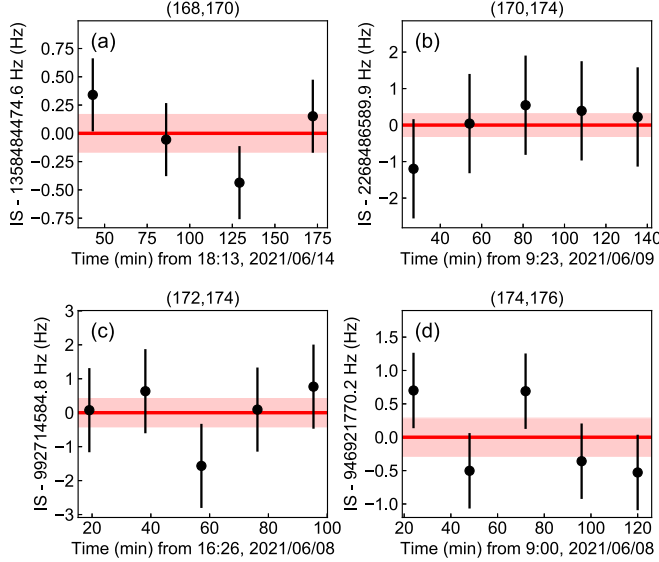 (168,170)
(a)
0.75
0.50
0.25
0.00
−0.25
−0.50
−0.75
IS - 1358484474.6 Hz (Hz)
50 75 100 125 150 175
Time (min) from 18:13, 2021/06/14
(170,174)
(b)
2
1
0
−1
−2
IS - 2268486589.9 Hz (Hz)
40 60 80 100 120 140
Time (min) from 9:23, 2021/06/09
(172,174)
(c)
3
2
1
0
−1
−2
−3
IS - 992714584.8 Hz (Hz)
20 40 60 80 100
Time (min) from 16:26, 2021/06/08
(174,176)
(d)
1.5
1.0
0.5
0.0
−0.5
−1.0
IS - 946921770.2 Hz (Hz)
20 40 60 80 100 120
Time (min) from 9:00, 2021/06/08